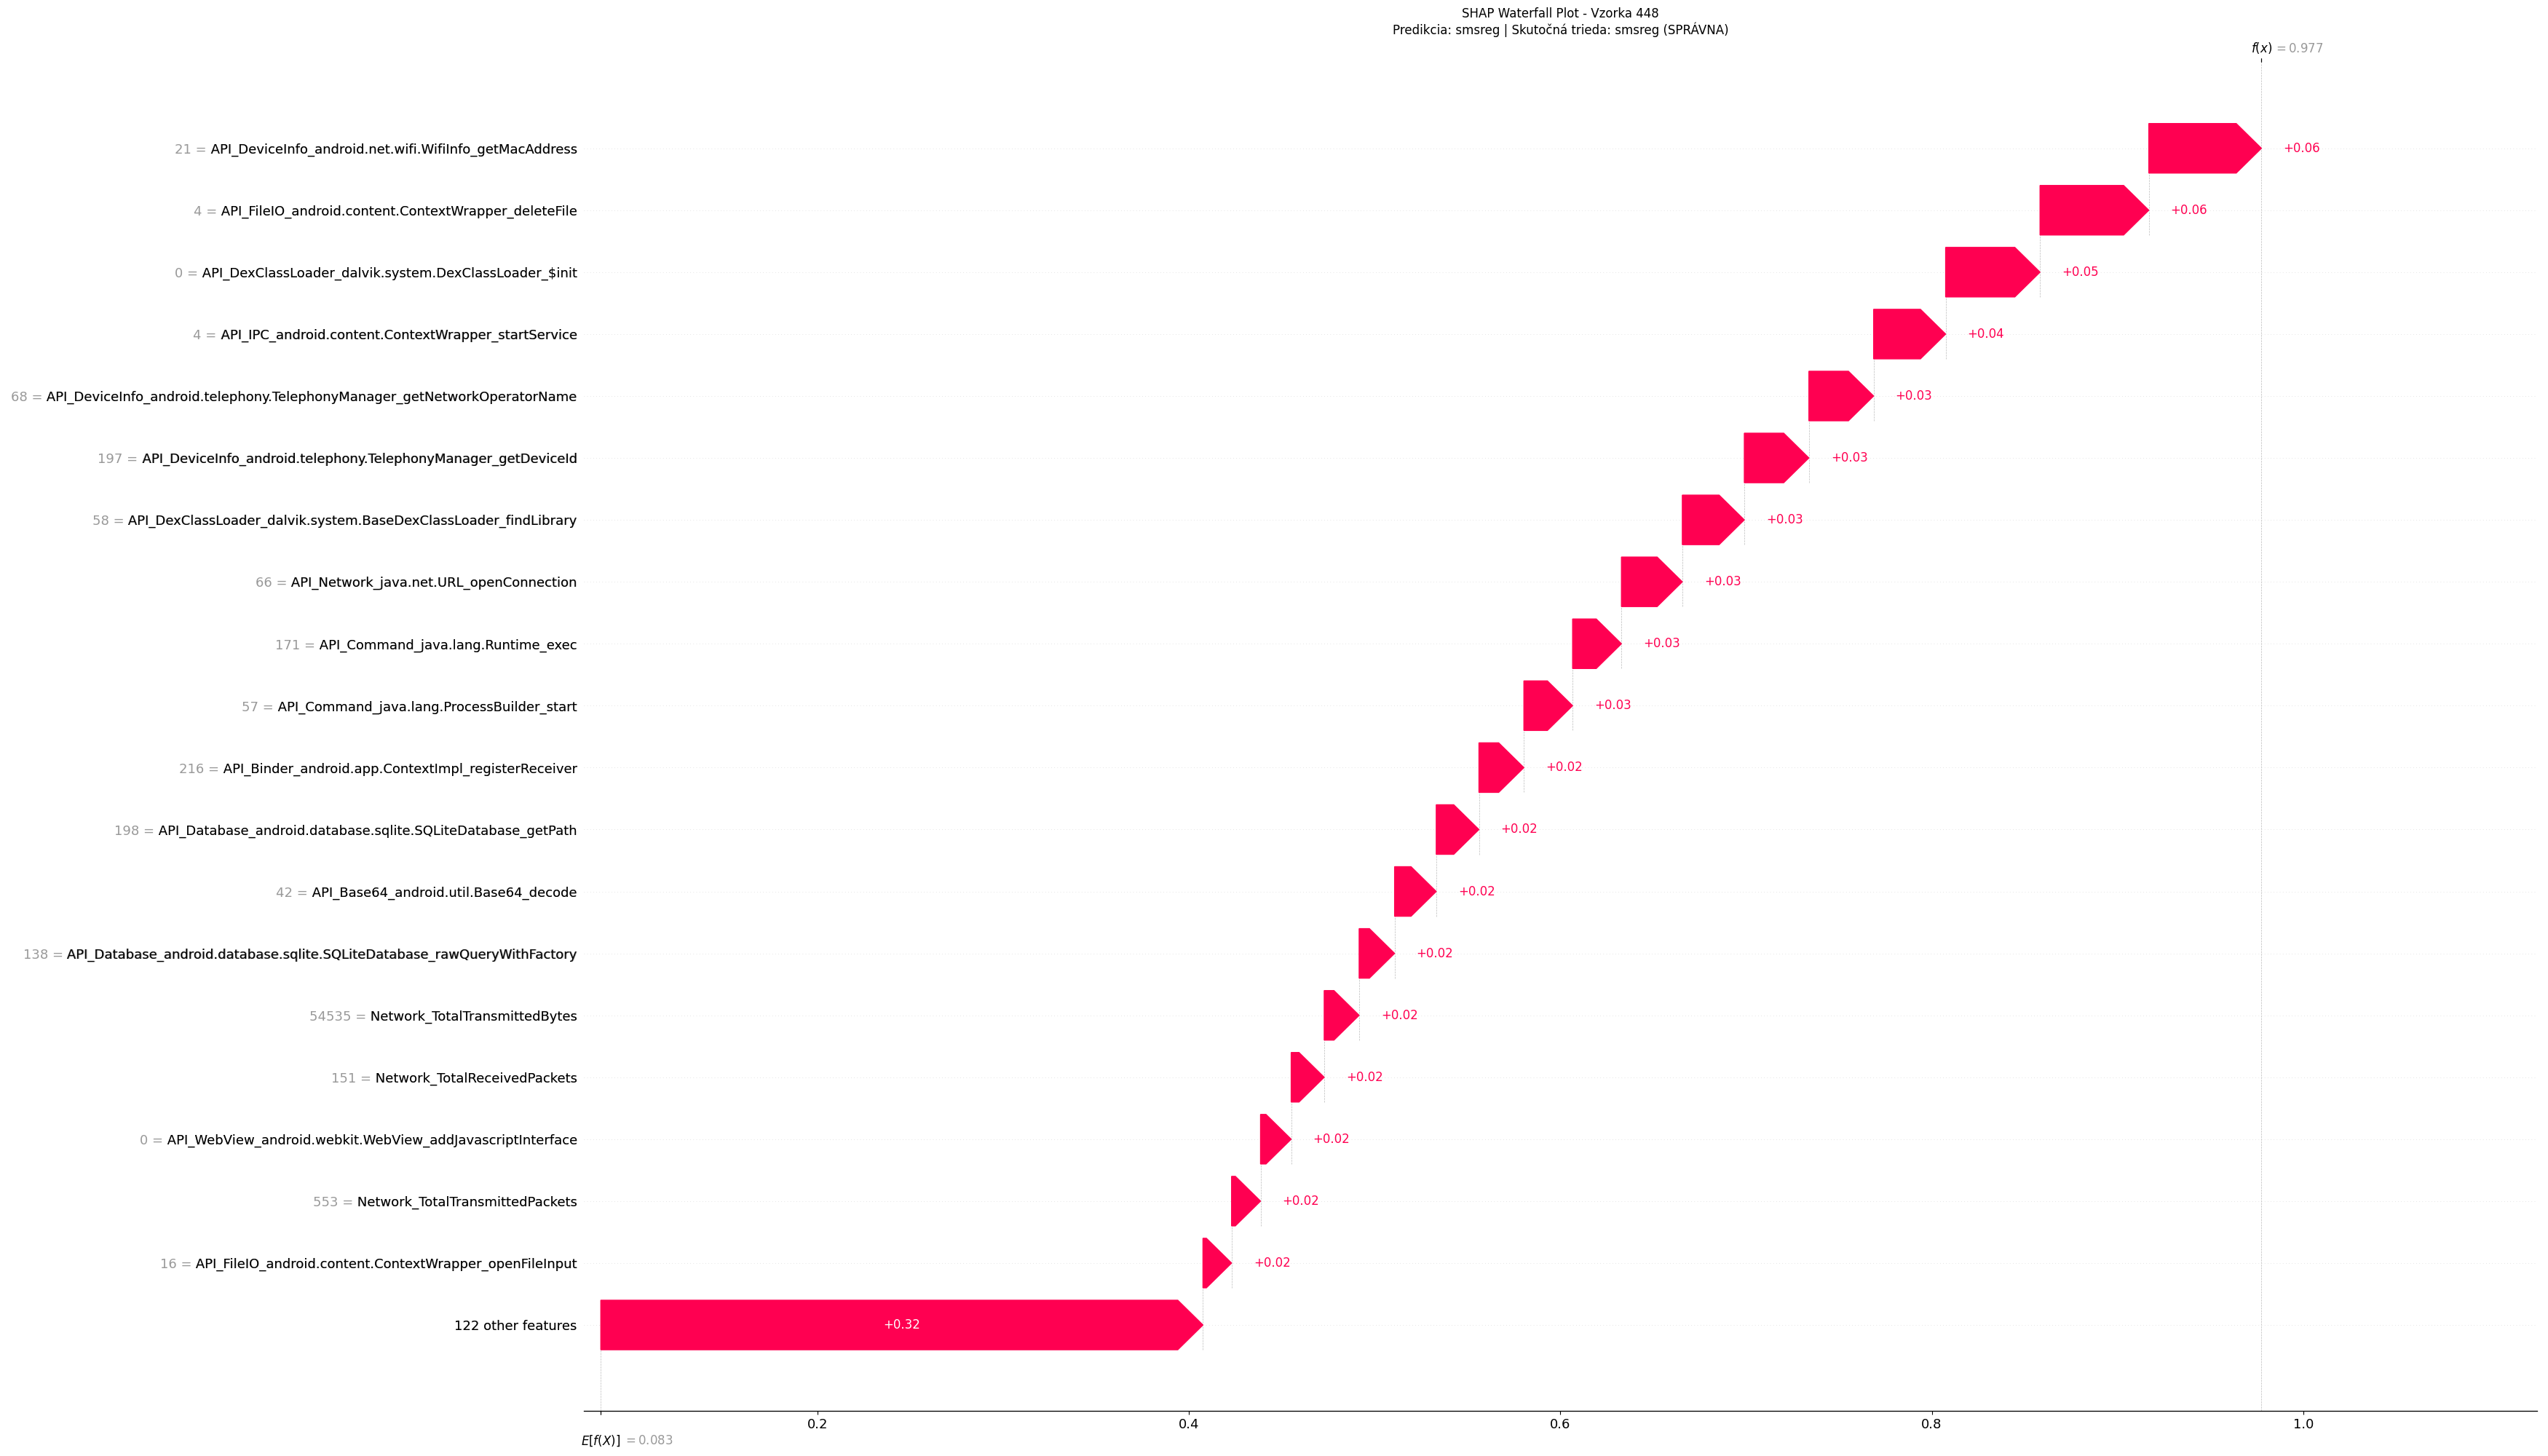 SHAP Waterfall Plot - Vzorka 448
Predikcia: smsreg | Skutočná trieda: smsreg (SPRÁVNA)
f(x) = 0.977
21 = API_DeviceInfo_android.net.wifi.WifiInfo_getMacAddress +0.06
4 = API_FileIO_android.content.ContextWrapper_deleteFile +0.06
0 = API_DexClassLoader_dalvik.system.DexClassLoader_$init +0.05
4 = API_IPC_android.content.ContextWrapper_startService +0.04
68 = API_DeviceInfo_android.telephony.TelephonyManager_getNetworkOperatorName +0.03
197 = API_DeviceInfo_android.telephony.TelephonyManager_getDeviceId +0.03
58 = API_DexClassLoader_dalvik.system.BaseDexClassLoader_findLibrary +0.03
66 = API_Network_java.net.URL_openConnection +0.03
171 = API_Command_java.lang.Runtime_exec +0.03
57 = API_Command_java.lang.ProcessBuilder_start +0.03
216 = API_Binder_android.app.ContextImpl_registerReceiver +0.02
198 = API_Database_android.database.sqlite.SQLiteDatabase_getPath +0.02
42 = API_Base64_android.util.Base64_decode +0.02
138 = API_Database_android.database.sqlite.SQLiteDatabase_rawQueryWithFactory +0.02
54535 = Network_TotalTransmittedBytes +0.02
151 = Network_TotalReceivedPackets +0.02
0 = API_WebView_android.webkit.WebView_addJavascriptInterface +0.02
553 = Network_TotalTransmittedPackets +0.02
16 = API_FileIO_android.content.ContextWrapper_openFileInput +0.02
122 other features +0.32
0.2 0.4 0.6 0.8 1.0
E[f(X)] = 0.083